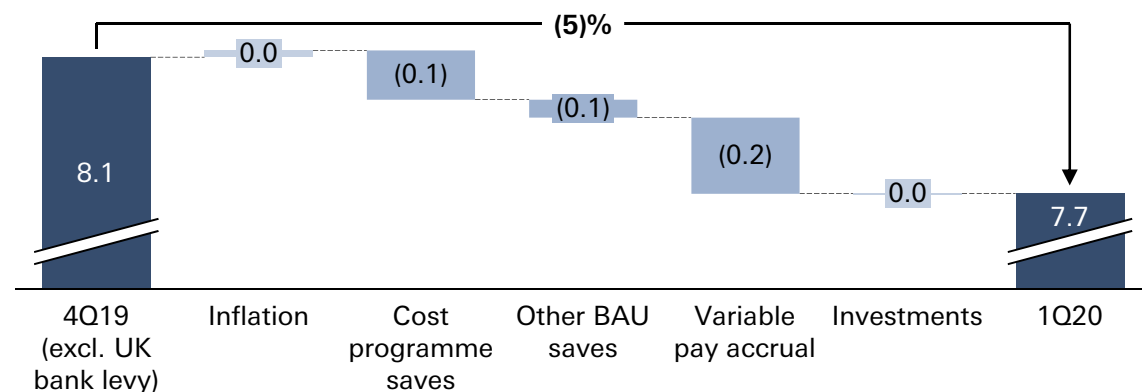 (5)%
8.1
0.0
(0.1)
(0.1)
(0.2)
0.0
7.7
4Q19
(excl. UK
bank levy)
Inflation
Cost
programme
saves
Other BAU
saves
Variable
pay accrual
Investments
1Q20